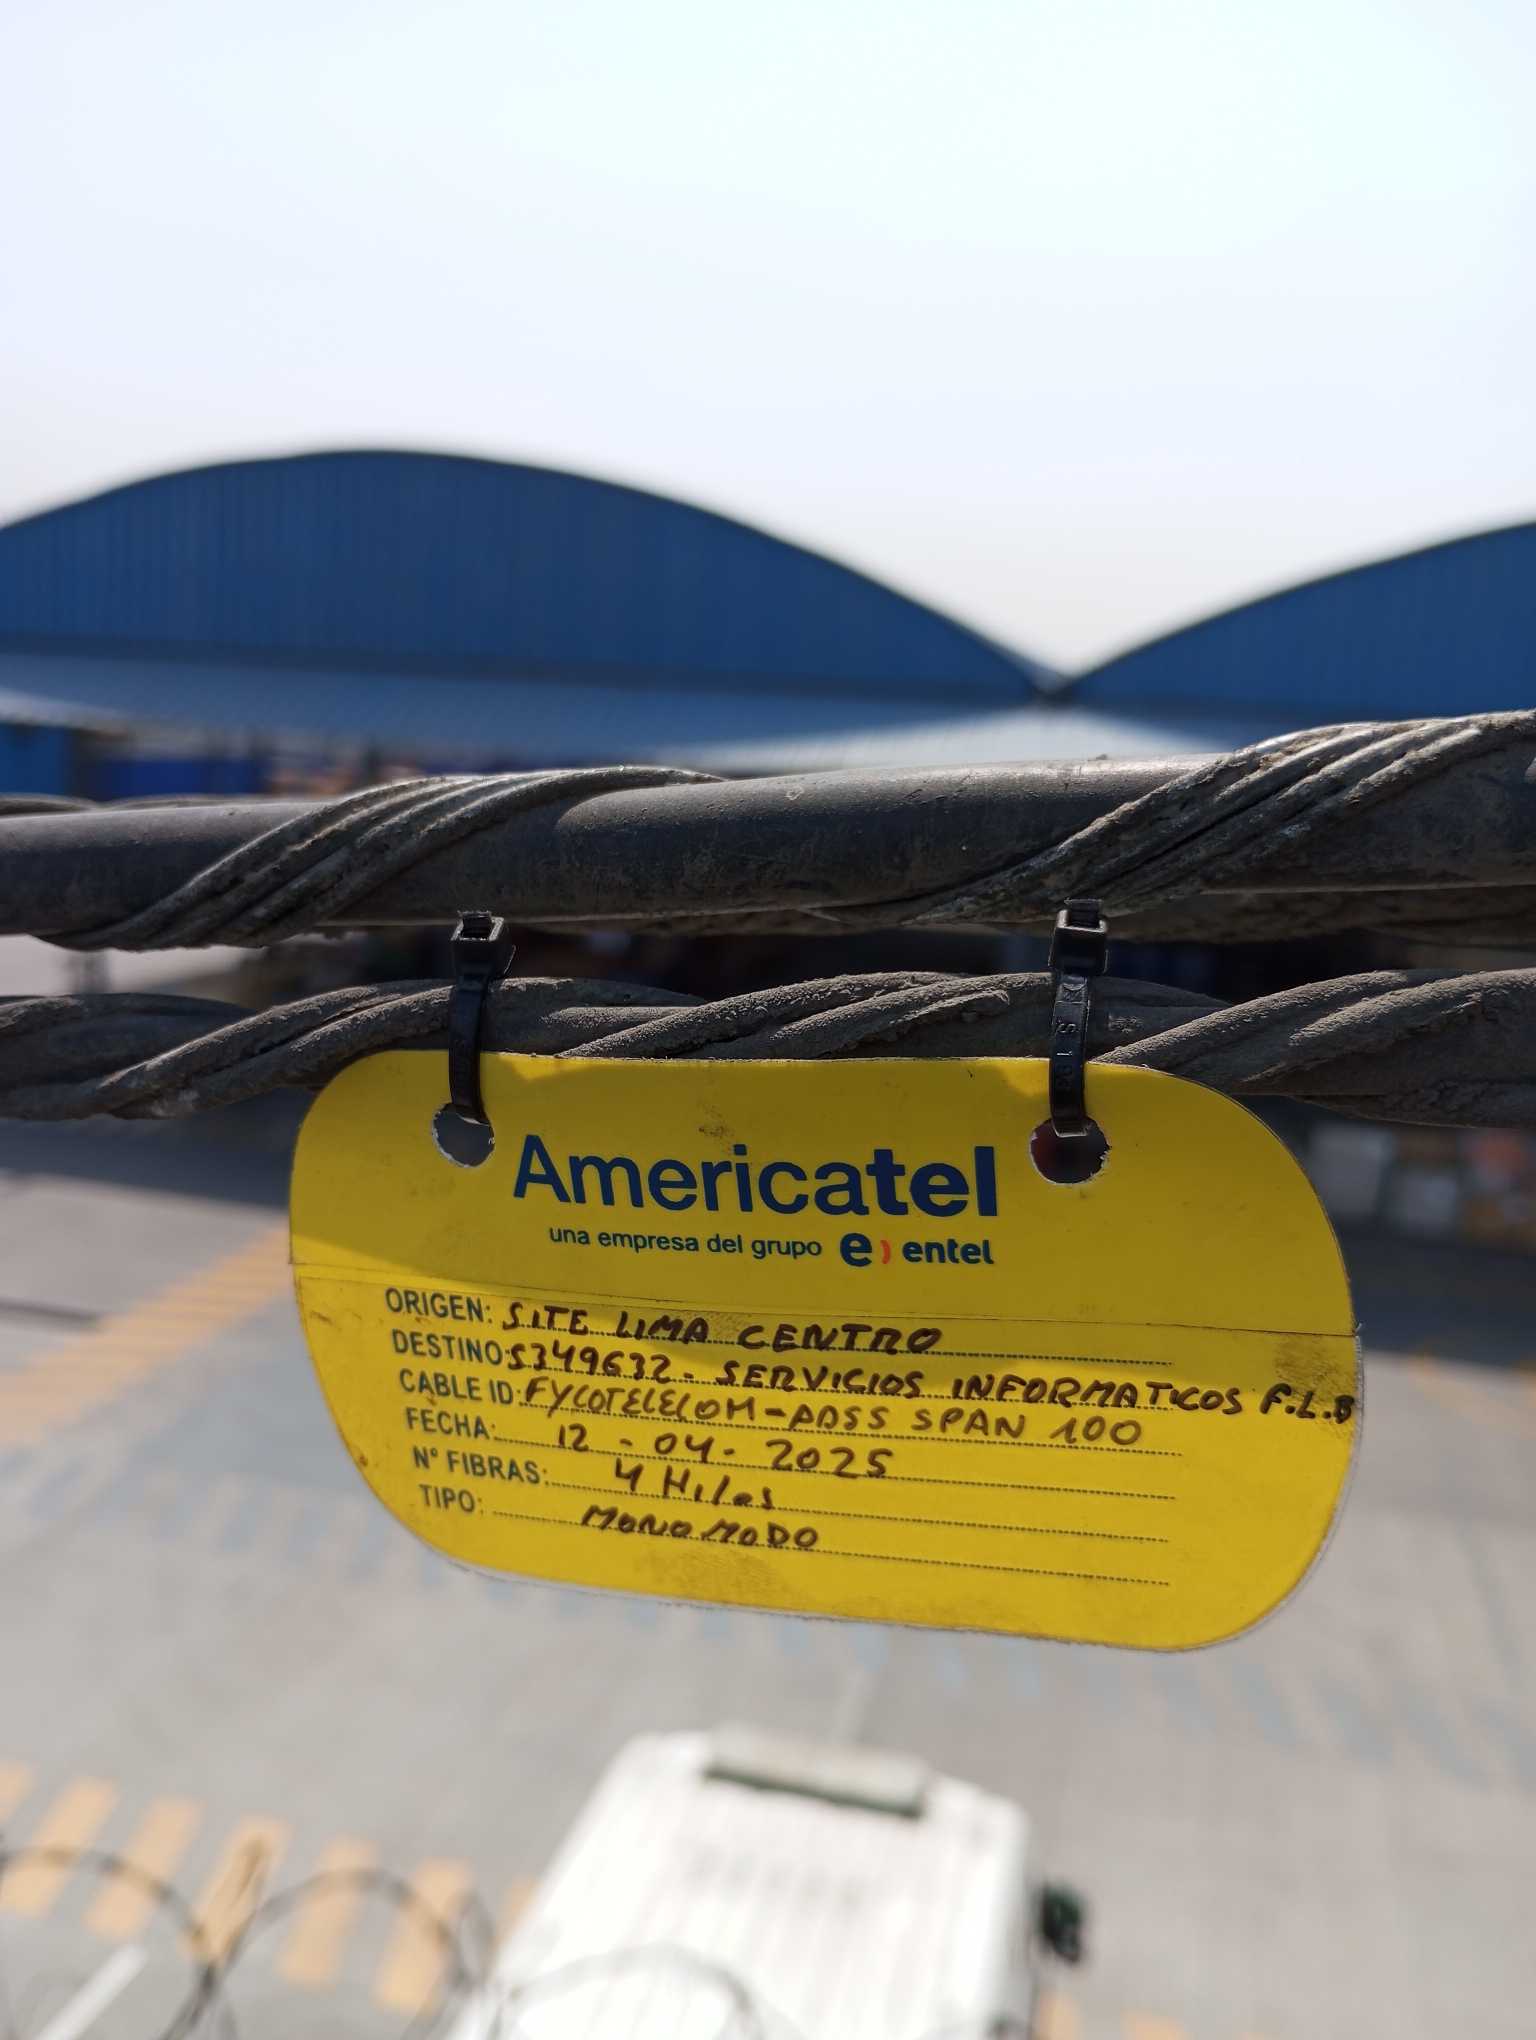 Americatel
una empresa del grupo e) entel
ORIGEN: SITE LIMA CENTRO
DESTINO: S349632. SERVICIOS INFORMATICOS F.L.B
CABLE ID: FYCOTELECOM-ADSS SPAN 100
FECHA: 12 - 04 - 2025
N° FIBRAS: 4 Hilos
TIPO: MONOMODO